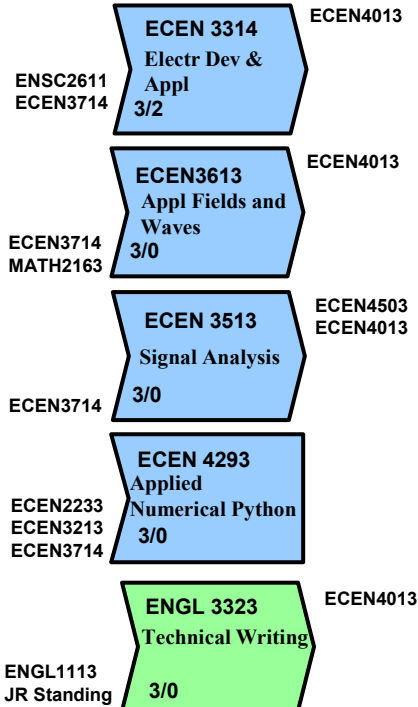 ECEN 3314
Electr Dev &
Appl
3/2
ECEN4013
ENSC2611
ECEN3714
ECEN3613
Appl Fields and
Waves
3/0
ECEN4013
ECEN3714
MATH2163
ECEN 3513
Signal Analysis
3/0
ECEN4503
ECEN4013
ECEN3714
ECEN 4293
Applied
Numerical Python
3/0
ECEN2233
ECEN3213
ECEN3714
ENGL 3323
Technical Writing
3/0
ECEN4013
ENGL1113
JR Standing